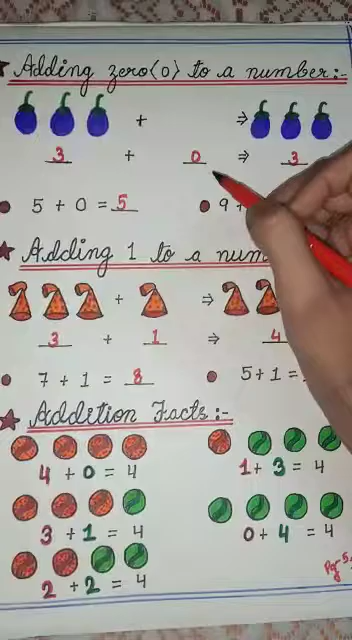 Adding zero(0) to a number:-
+ ⇒
3 + 0 ⇒ 3
5 + 0 = 5 9+
Adding 1 to a num
+ ⇒
3 + 1 ⇒ 4
7 + 1 = 8 5+1 =
Addition Facts:-
4 + 0 = 4 1 + 3 = 4
3 + 1 = 4 0 + 4 = 4
2 + 2 = 4